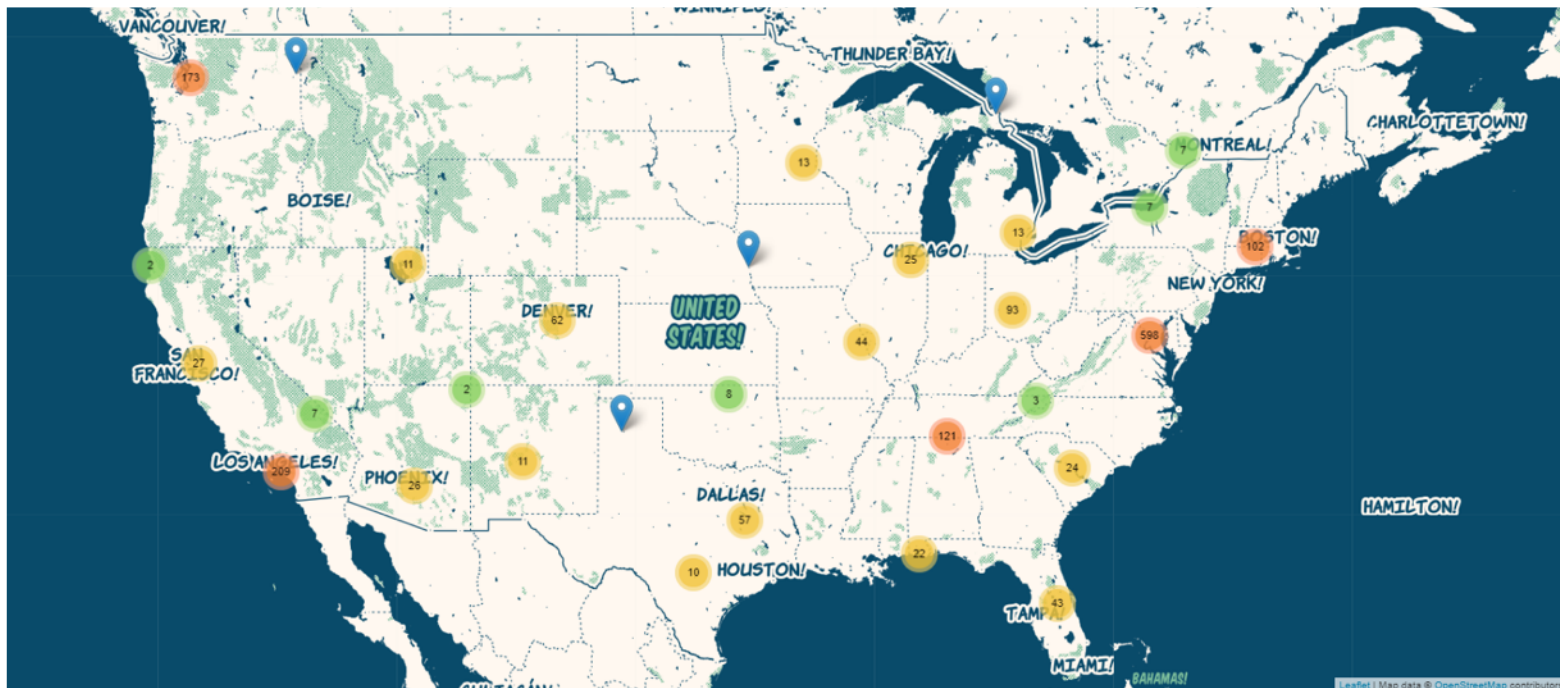 WINNIPEG!
VANCOUVER!
THUNDER BAY!
173
CHARLOTTETOWN!
MONTREAL!
7
13
BOISE!
7
13
BOSTON!
102
CHICAGO!
25
2
11
NEW YORK!
UNITED
STATES!
DENVER!
62
93
598
44
SAN
FRANCISCO!
27
2
8
3
7
121
LOS ANGELES!
209
11
24
PHOENIX!
26
DALLAS!
57
HAMILTON!
22
10
HOUSTON!
43
TAMPA!
MIAMI!
BAHAMAS!
CULIACÁN!
Leaflet | Map data © OpenStreetMap contributors